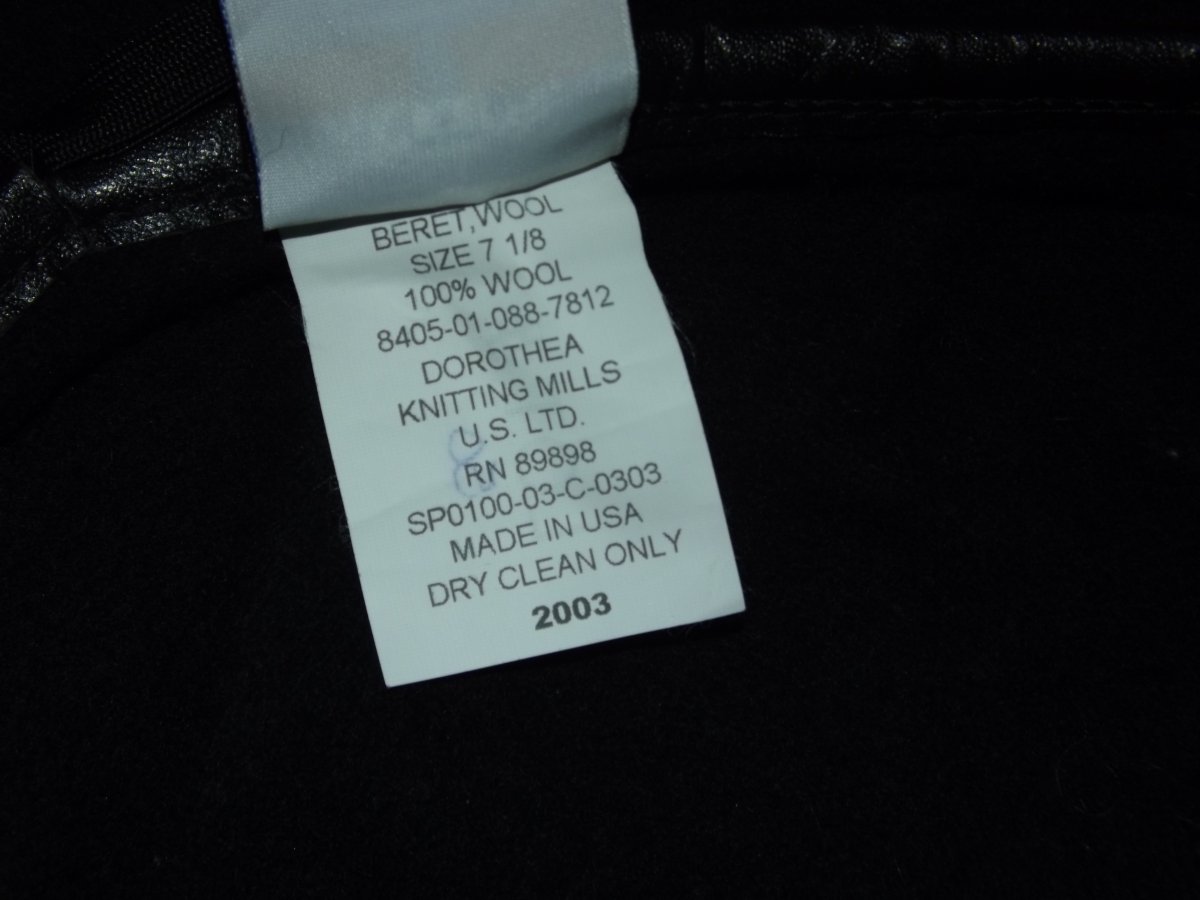 BERET,WOOL
SIZE 7 1/8
100% WOOL
8405-01-088-7812
DOROTHEA
KNITTING MILLS
U.S. LTD.
RN 89898
SP0100-03-C-0303
MADE IN USA
DRY CLEAN ONLY
2003
8